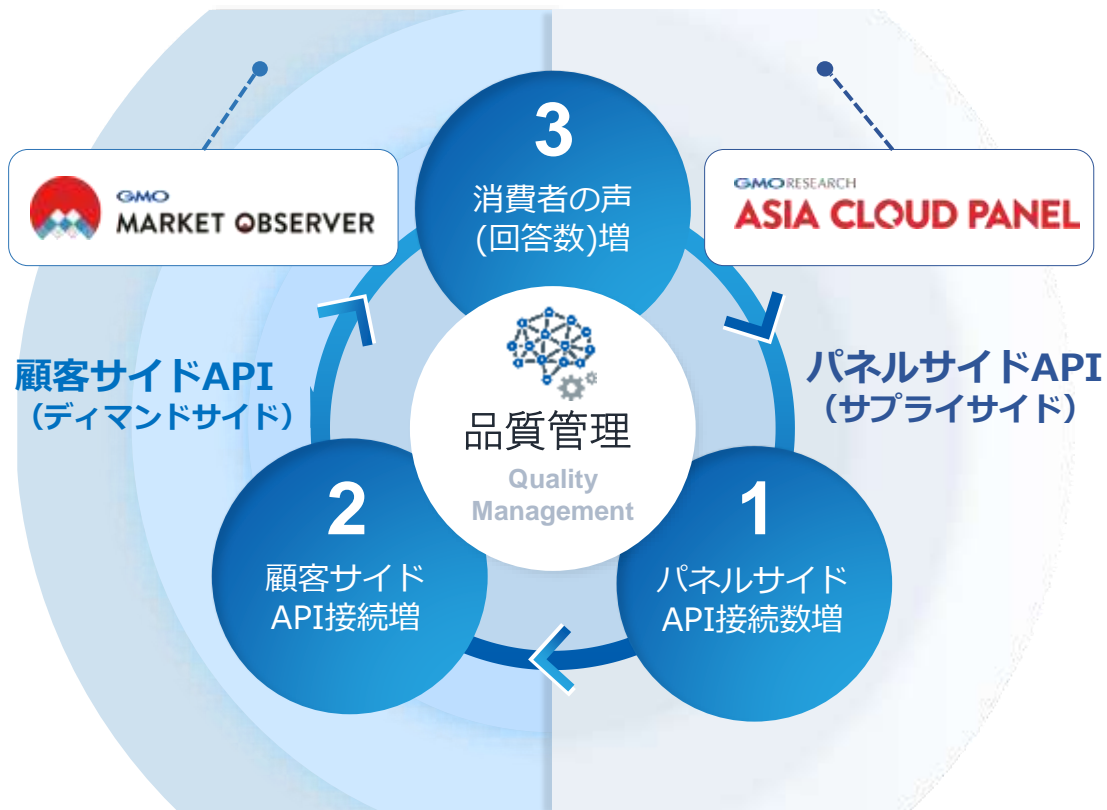 3
消費者の声
(回答数)増
GMO
MARKET OBSERVER
GMO RESEARCH
ASIA CLOUD PANEL
顧客サイドAPI
（ディマンドサイド）
パネルサイドAPI
（サプライサイド）
品質管理
Quality
Management
2
顧客サイド
API接続増
1
パネルサイド
API接続数増